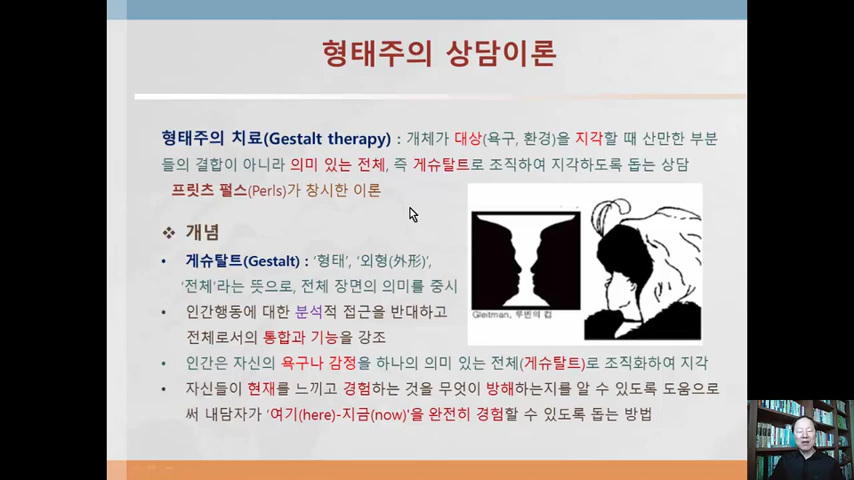 형태주의 상담이론
형태주의 치료(Gestalt therapy) : 개체가 대상(욕구, 환경)을 지각할 때 산만한 부분
들의 결합이 아니라 의미 있는 전체, 즉 게슈탈트로 조직하여 지각하도록 돕는 상담
프릿츠 펄스(Perls)가 창시한 이론
❖ 개념
• 게슈탈트(Gestalt) : '형태', '외형(外形)',
'전체'라는 뜻으로, 전체 장면의 의미를 중시
• 인간행동에 대한 분석적 접근을 반대하고
전체로서의 통합과 기능을 강조
Gleitman, 루빈의 컵
• 인간은 자신의 욕구나 감정을 하나의 의미 있는 전체(게슈탈트)로 조직화하여 지각
• 자신들이 현재를 느끼고 경험하는 것을 무엇이 방해하는지를 알 수 있도록 도움으로
써 내담자가 '여기(here)-지금(now)'을 완전히 경험할 수 있도록 돕는 방법